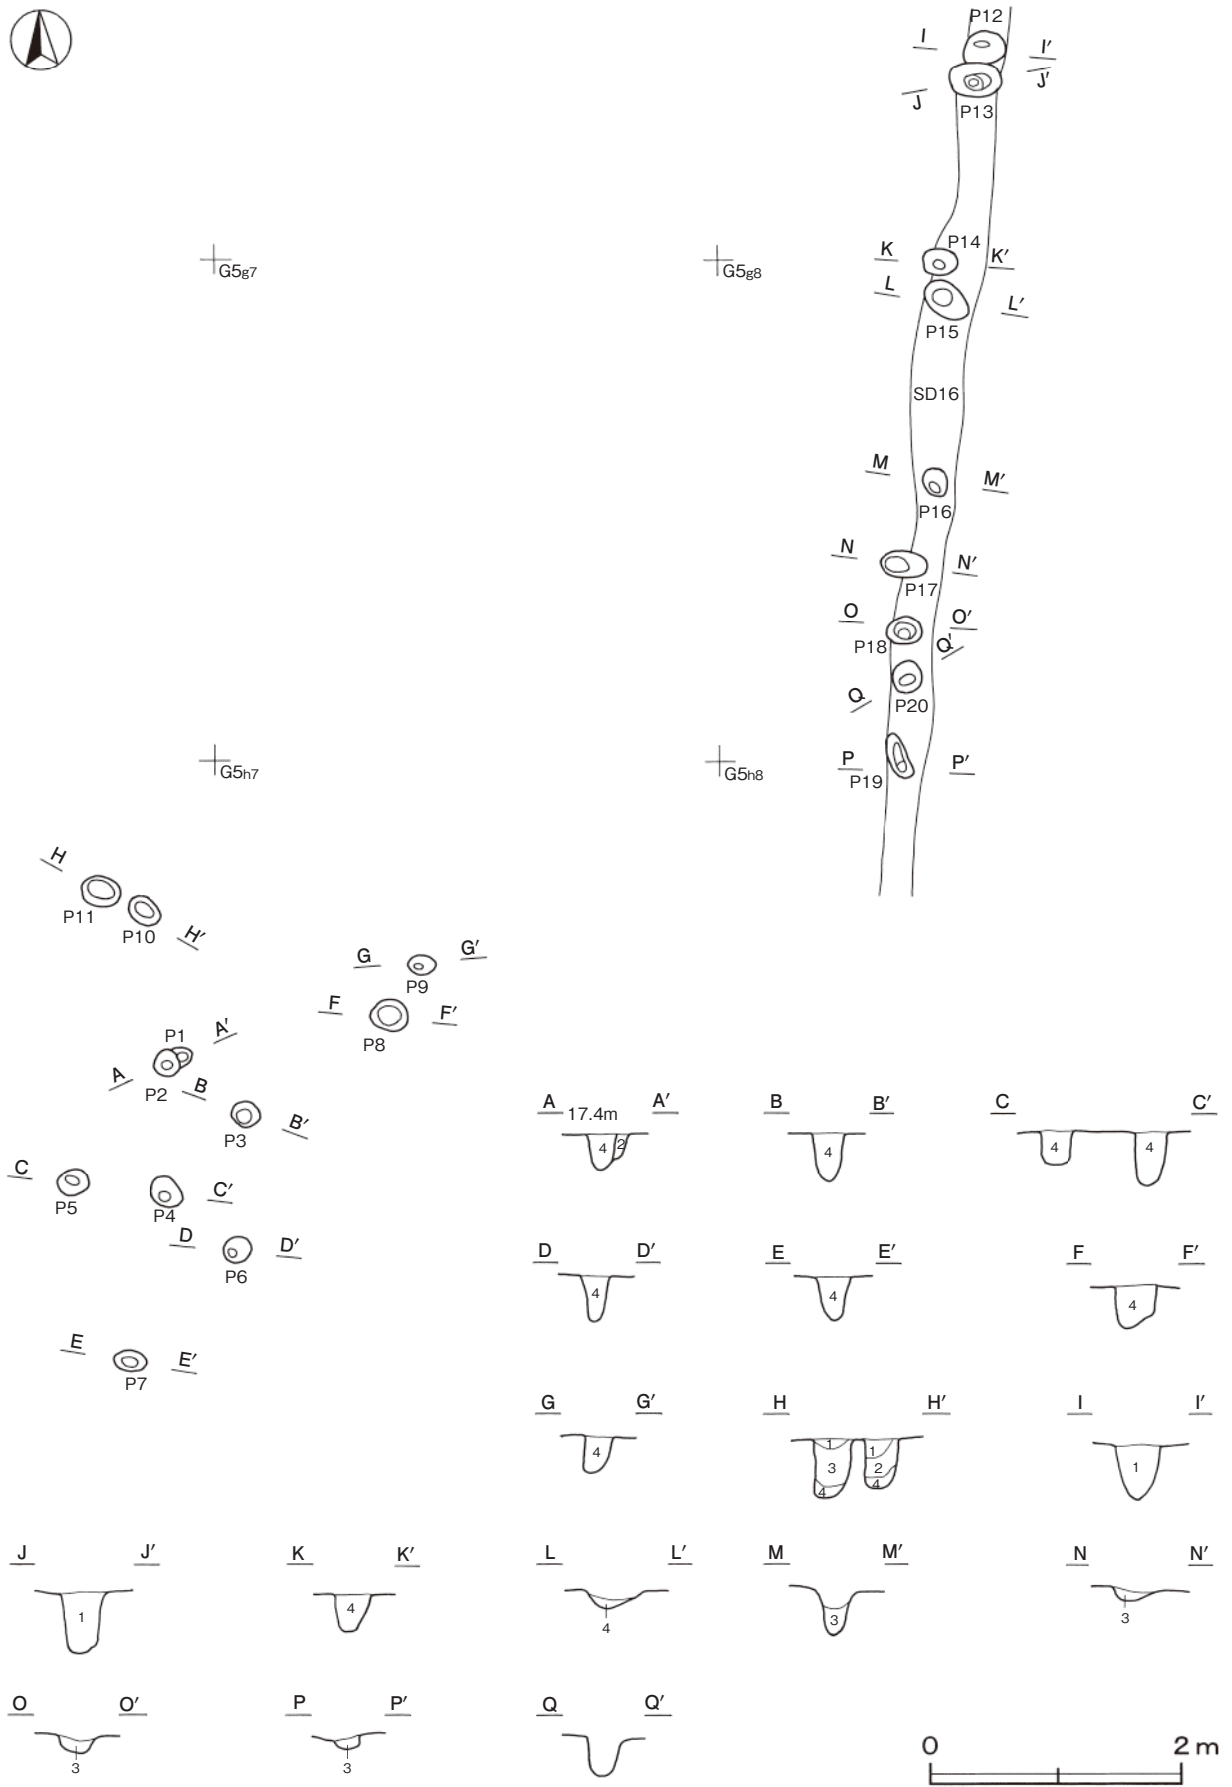 P12
I I′
J J′
P13
P14
K K′
G5g7 G5g8
L L′
P15
SD16
M M′
P16
N N′
P17
O O′
P18
Q′
Q
P20
P P′
G5h7 G5h8
P19
H
P11
P10 H′
G G′
P9
F F′
P8
P1 A′
A B
P2
P3 B′
C
P5 P4 C′
D D′
P6
E E′
P7
A 17.4m A′ B B′ C C′
4 2 4 4 4
D D′ E E′ F F′
4 4 4
G G′ H H′ I I′
4 1 3 4 1 2 4 1
J J′ K K′ L L′ M M′ N N′
1 4 4 3 3
O O′ P P′ Q Q′
3 3
0 2 m